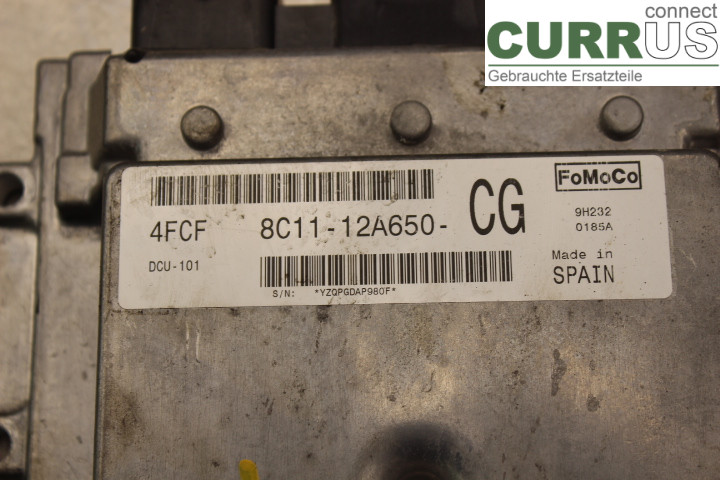 connect
CURRUS
Gebrauchte Ersatzteile
FoMoCo
4FCF 8C11-12A650- CG
9H232
0185A
DCU-101
Made in
SPAIN
S/N: *YZQPGDAP980F*